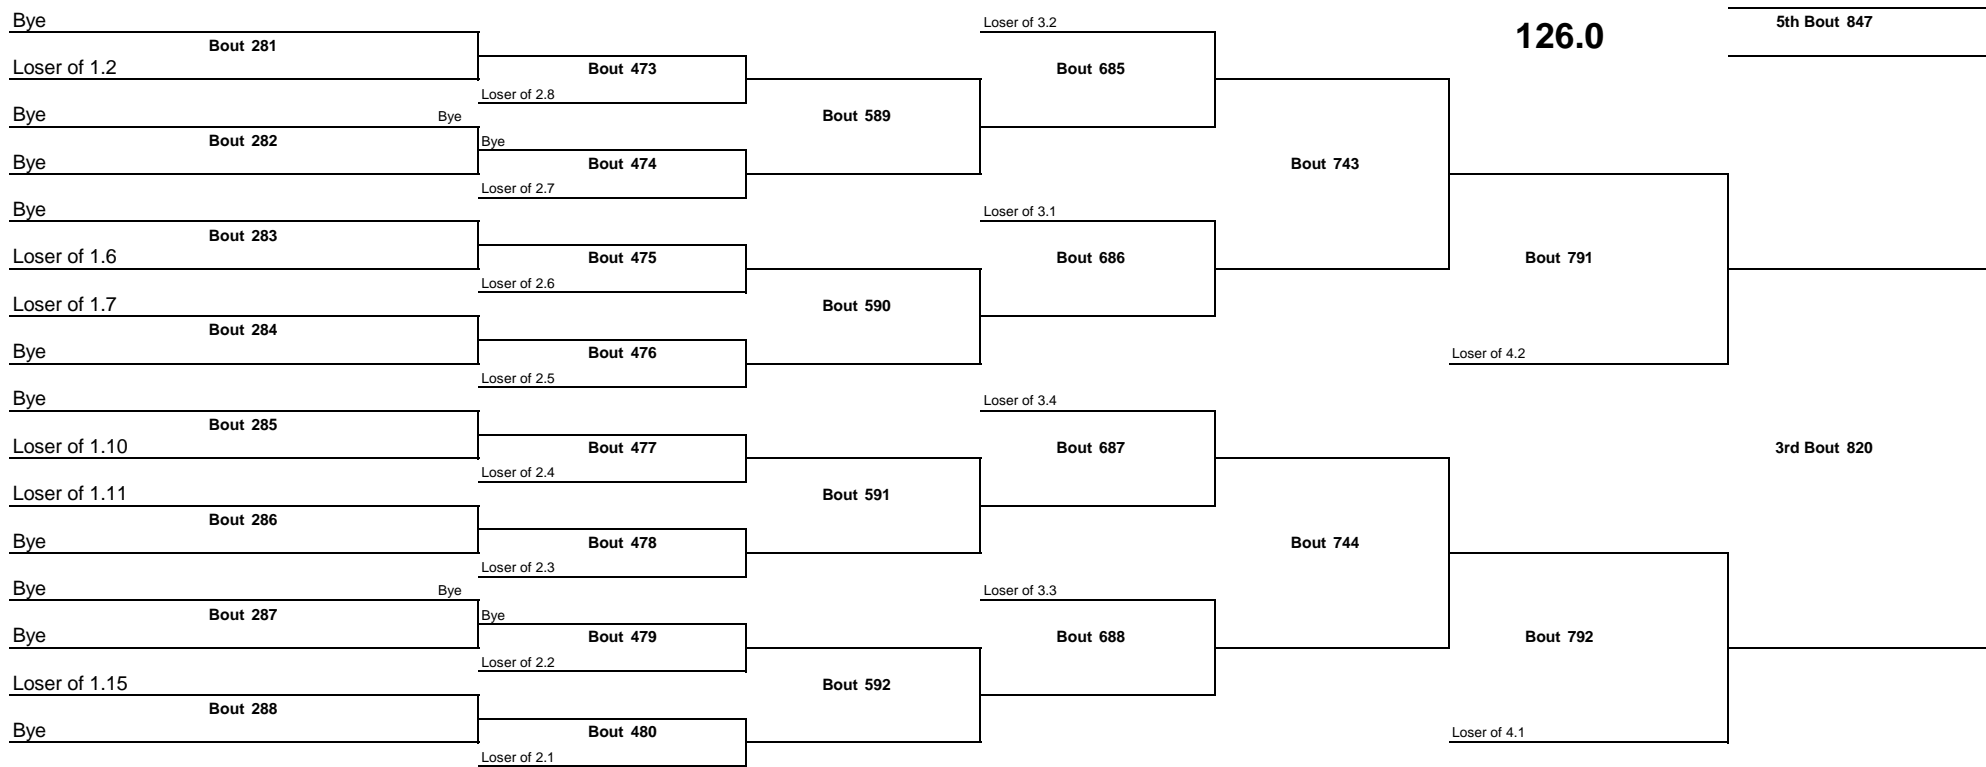 Bye
Bout 281
Loser of 1.2
Bye
Bye
Bout 282
Bye
Bye
Bout 283
Loser of 1.6
Loser of 1.7
Bout 284
Bye
Bye
Bout 285
Loser of 1.10
Loser of 1.11
Bout 286
Bye
Bye
Bye
Bout 287
Bye
Loser of 1.15
Bout 288
Bye
Bout 473
Loser of 2.8
Bye
Bout 474
Loser of 2.7
Bout 475
Loser of 2.6
Bout 476
Loser of 2.5
Bout 477
Loser of 2.4
Bout 478
Loser of 2.3
Bye
Bout 479
Loser of 2.2
Bout 480
Loser of 2.1
Bout 589
Bout 590
Bout 591
Bout 592
Loser of 3.2
Bout 685
Loser of 3.1
Bout 686
Loser of 3.4
Bout 687
Loser of 3.3
Bout 688
Bout 743
Bout 744
126.0
Bout 791
Loser of 4.2
Bout 792
Loser of 4.1
5th Bout 847
3rd Bout 820